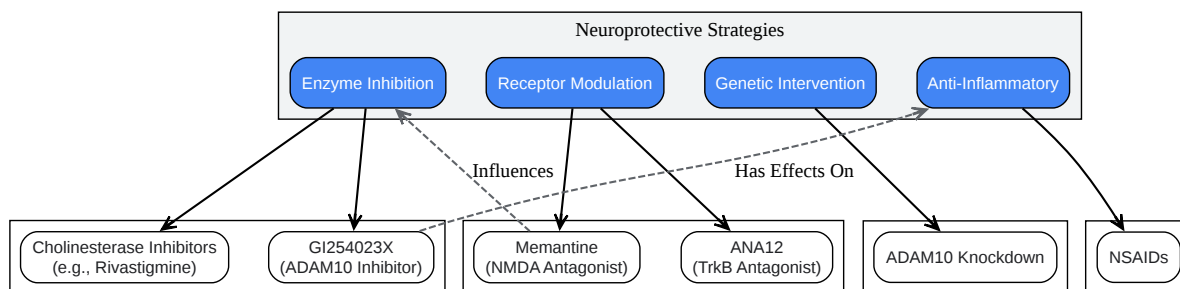 Neuroprotective Strategies
Enzyme Inhibition
Receptor Modulation
Genetic Intervention
Anti-Inflammatory
Influences
Has Effects On
Cholinesterase Inhibitors
(e.g., Rivastigmine)
GI254023X
(ADAM10 Inhibitor)
Memantine
(NMDA Antagonist)
ANA12
(TrkB Antagonist)
ADAM10 Knockdown
NSAIDs